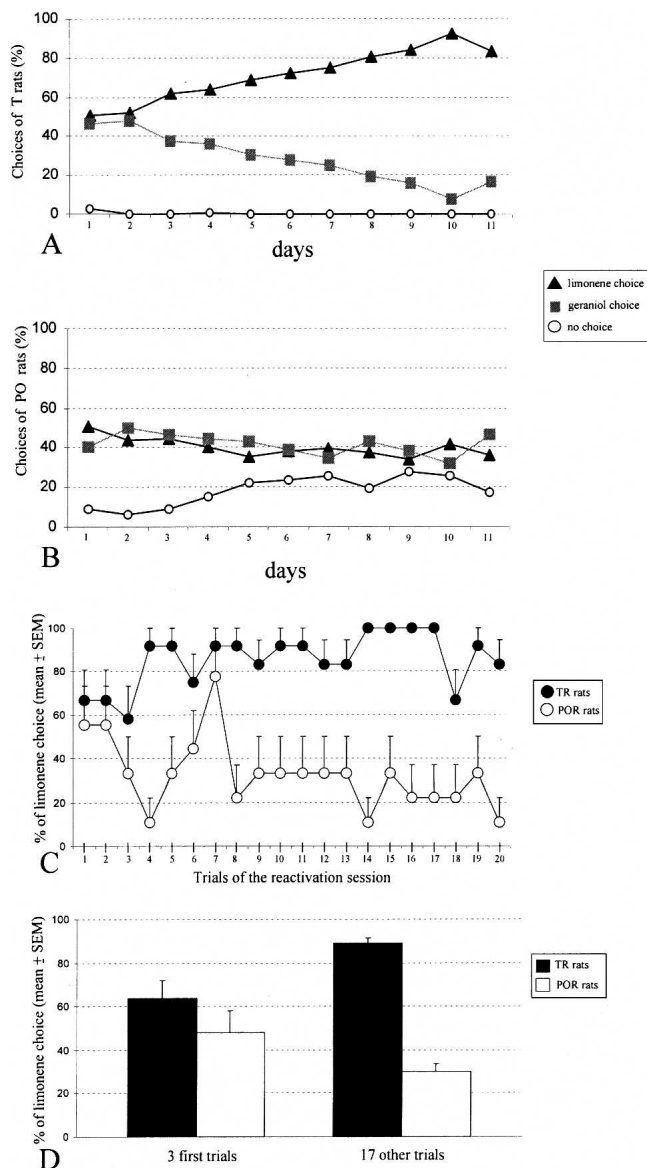 Choices of T rats (%)
100
80
60
40
20
0
1 2 3 4 5 6 7 8 9 10 11
A
days
limonene choice
geraniol choice
no choice
Choices of PO rats (%)
100
80
60
40
20
0
1 2 3 4 5 6 7 8 9 10 11
B
days
% of limonene choice (mean ± SEM)
100
80
60
40
20
0
1 2 3 4 5 6 7 8 9 10 11 12 13 14 15 16 17 18 19 20
C
Trials of the reactivation session
TR rats
POR rats
% of limonene choice (mean ± SEM)
100
80
60
40
20
0
3 first trials 17 other trials
D
TR rats
POR rats